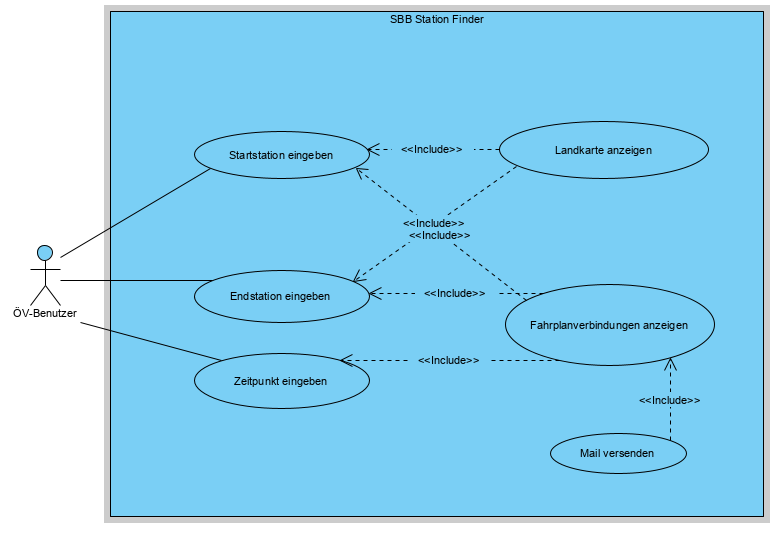 SBB Station Finder
Startstation eingeben
<<Include>>
Landkarte anzeigen
<<Include>>
<<Include>>
Endstation eingeben
<<Include>>
ÖV-Benutzer
Fahrplanverbindungen anzeigen
<<Include>>
Zeitpunkt eingeben
<<Include>>
Mail versenden